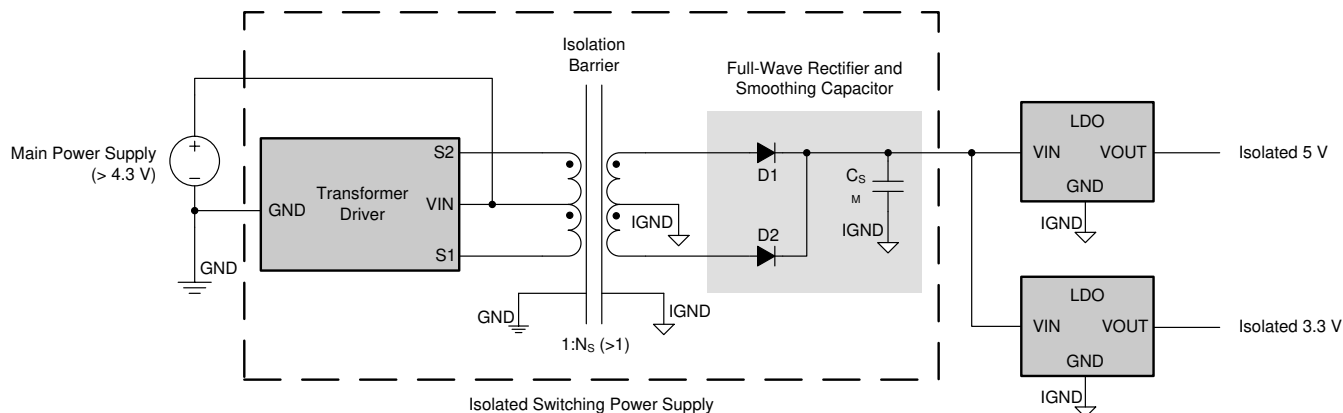 Isolation
Barrier
Full-Wave Rectifier and
Smoothing Capacitor
Main Power Supply
(> 4.3 V)
+
–
GND
GND
Transformer
Driver
S2
VIN
S1
GND
IGND
IGND
1:NS (>1)
D1
D2
CS
M
IGND
LDO
VIN
VOUT
GND
IGND
Isolated 5 V
LDO
VIN
VOUT
GND
IGND
Isolated 3.3 V
Isolated Switching Power Supply